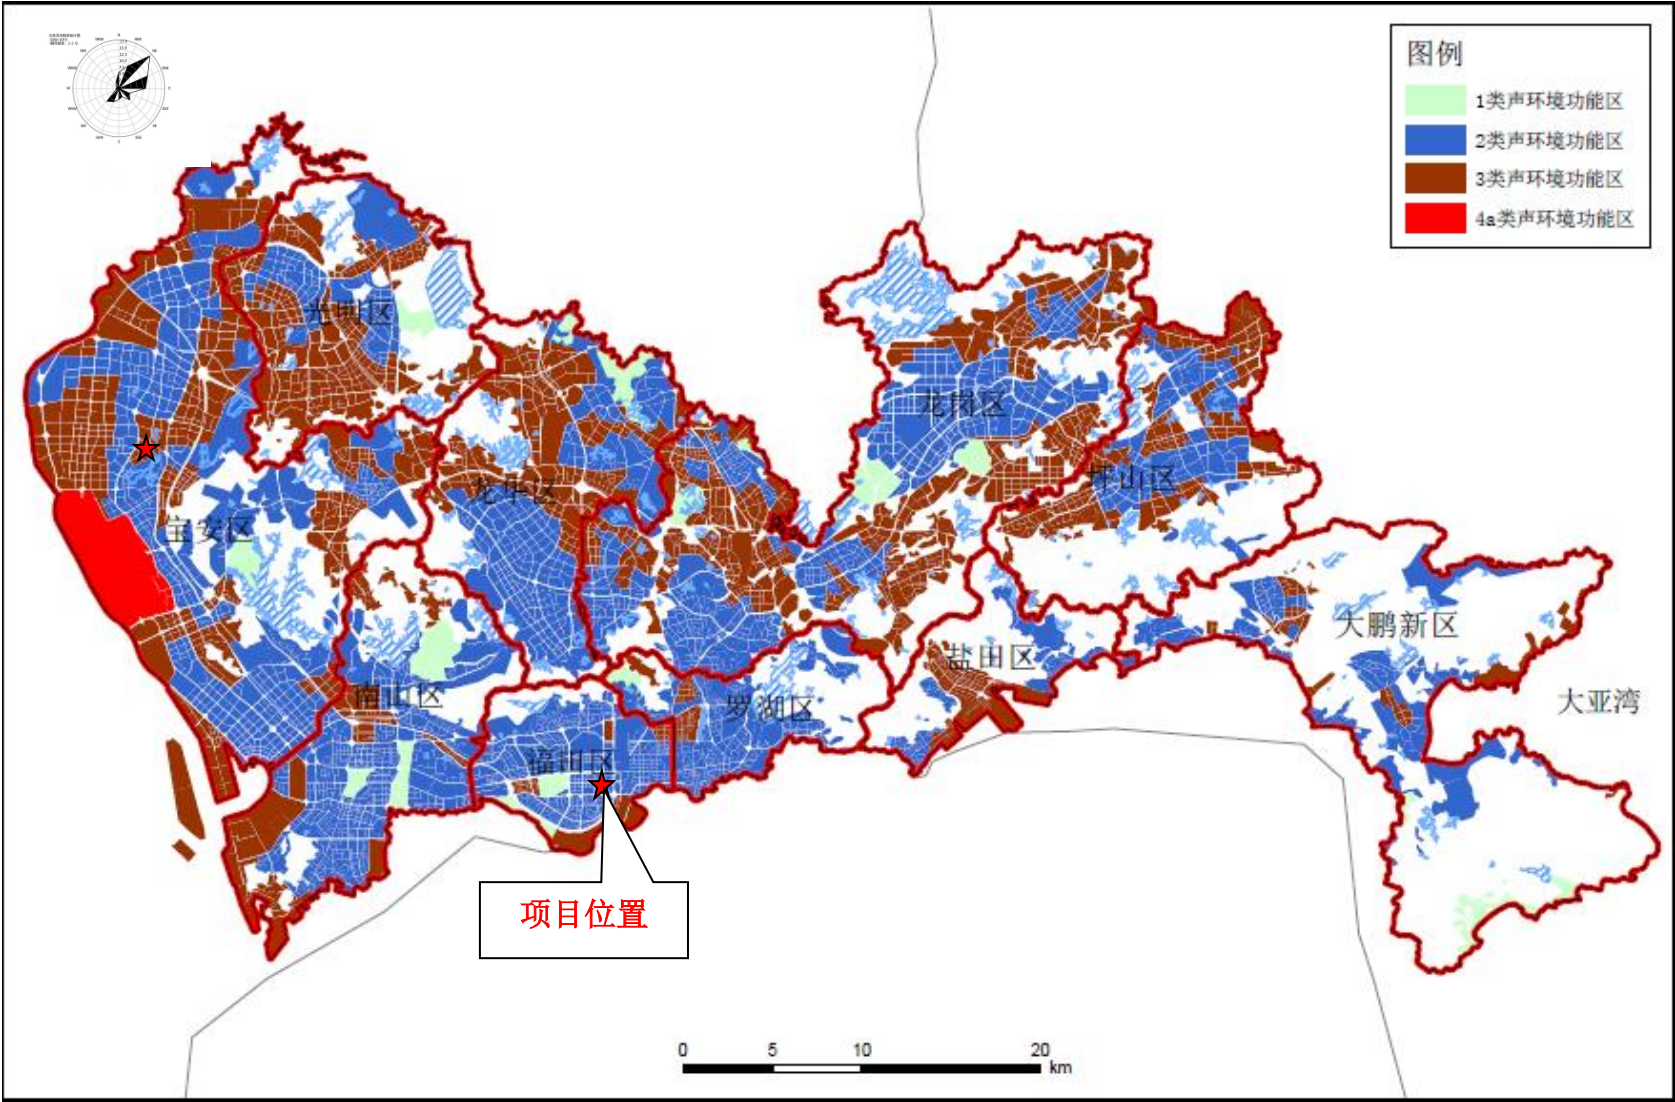 图例
1类声环境功能区
2类声环境功能区
3类声环境功能区
4a类声环境功能区
光明区
龙岗区
坪山区
龙华区
宝安区
大鹏新区
盐田区
南山区
罗湖区
大亚湾
福田区
项目位置
0 5 10 20
km